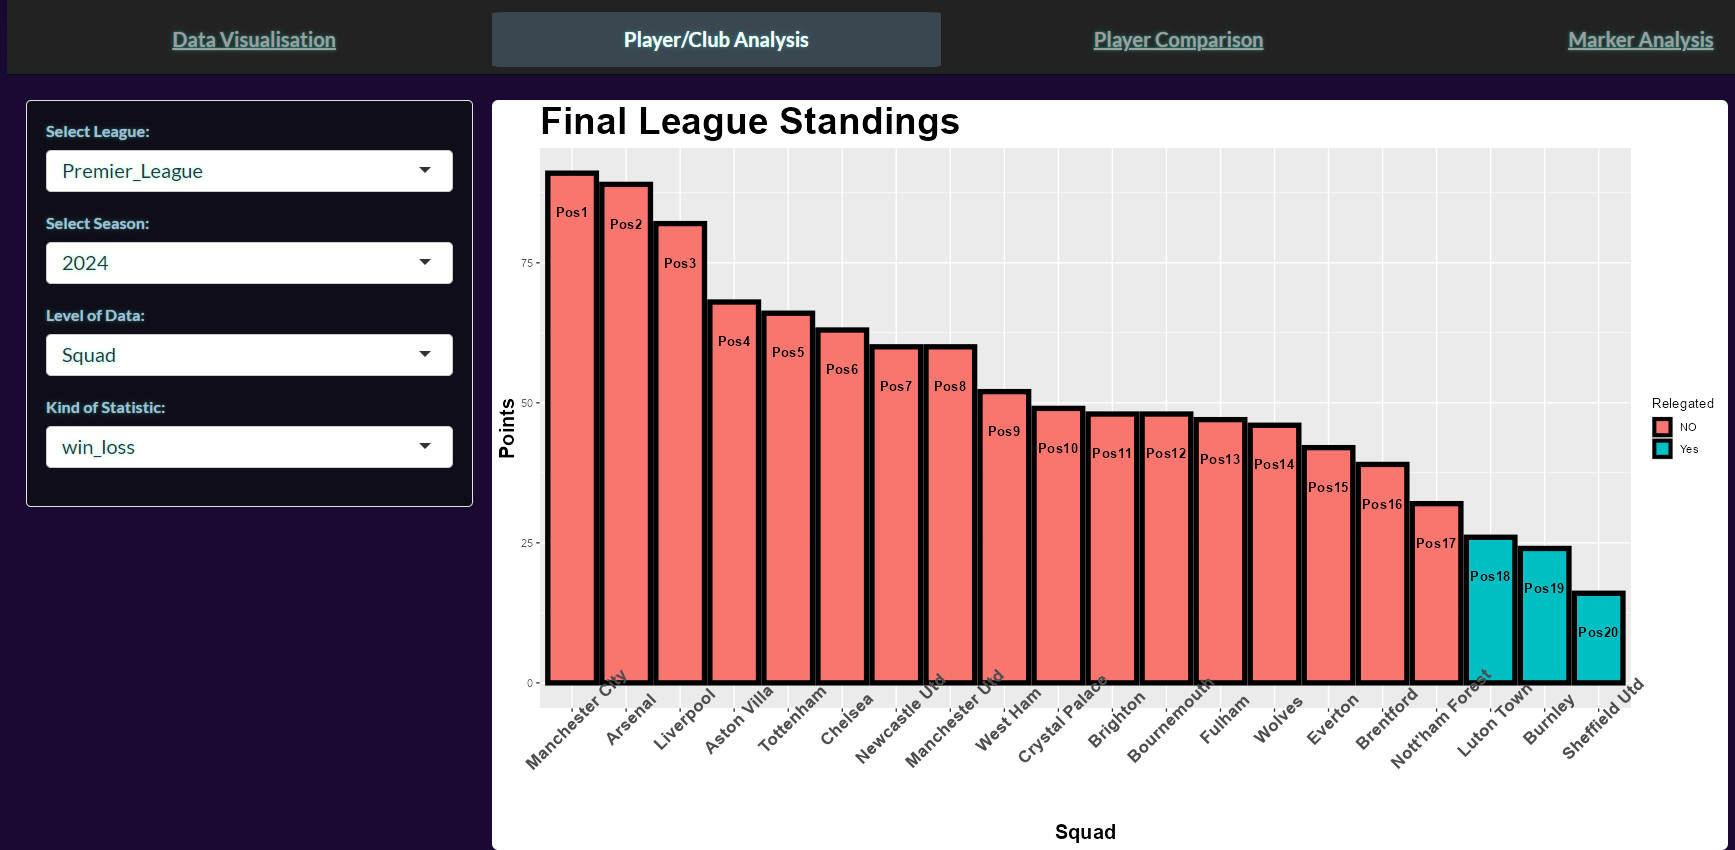 Data Visualisation
Player/Club Analysis
Player Comparison
Marker Analysis
Select League:
Premier_League
Select Season:
2024
Level of Data:
Squad
Kind of Statistic:
win_loss
Final League Standings
Points
75
50
25
0
Pos1
Pos2
Pos3
Pos4
Pos5
Pos6
Pos7
Pos8
Pos9
Pos10
Pos11
Pos12
Pos13
Pos14
Pos15
Pos16
Pos17
Pos18
Pos19
Pos20
Manchester City
Arsenal
Liverpool
Aston Villa
Tottenham
Chelsea
Newcastle Utd
Manchester Utd
West Ham
Crystal Palace
Brighton
Bournemouth
Fulham
Wolves
Everton
Brentford
Nott'ham Forest
Luton Town
Burnley
Sheffield Utd
Squad
Relegated
NO
Yes